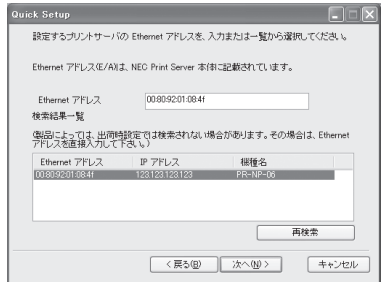 Quick Setup
設定するプリントサーバの Ethernet アドレスを、入力または一覧から選択してください。
Ethernet アドレス(E/A)は、NEC Print Server 本体に記載されています。
Ethernet アドレス 00:80:92:01:08:4f
検索結果一覧
(製品によっては、出荷時設定では検索されない場合があります。その場合は、Ethernet
アドレスを直接入力して下さい。)
Ethernet アドレス IP アドレス 機種名
00:80:92:01:08:4f 123.123.123.123 PR-NP-06
再検索
< 戻る(B) 次へ(N) > キャンセル